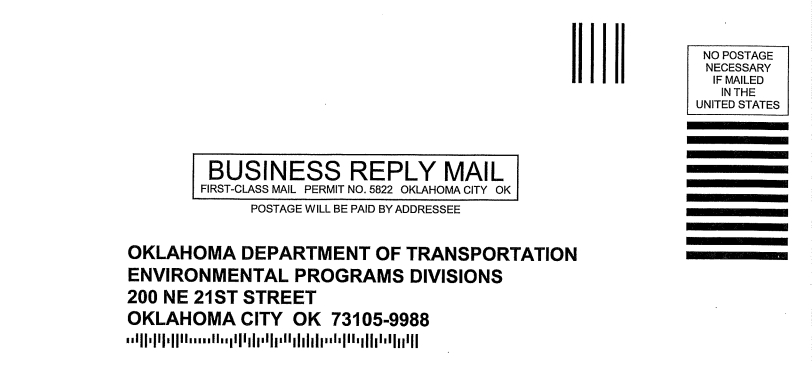 NO POSTAGE
NECESSARY
IF MAILED
IN THE
UNITED STATES
BUSINESS REPLY MAIL
FIRST-CLASS MAIL PERMIT NO. 5822 OKLAHOMA CITY OK
POSTAGE WILL BE PAID BY ADDRESSEE
OKLAHOMA DEPARTMENT OF TRANSPORTATION
ENVIRONMENTAL PROGRAMS DIVISIONS
200 NE 21ST STREET
OKLAHOMA CITY OK 73105-9988